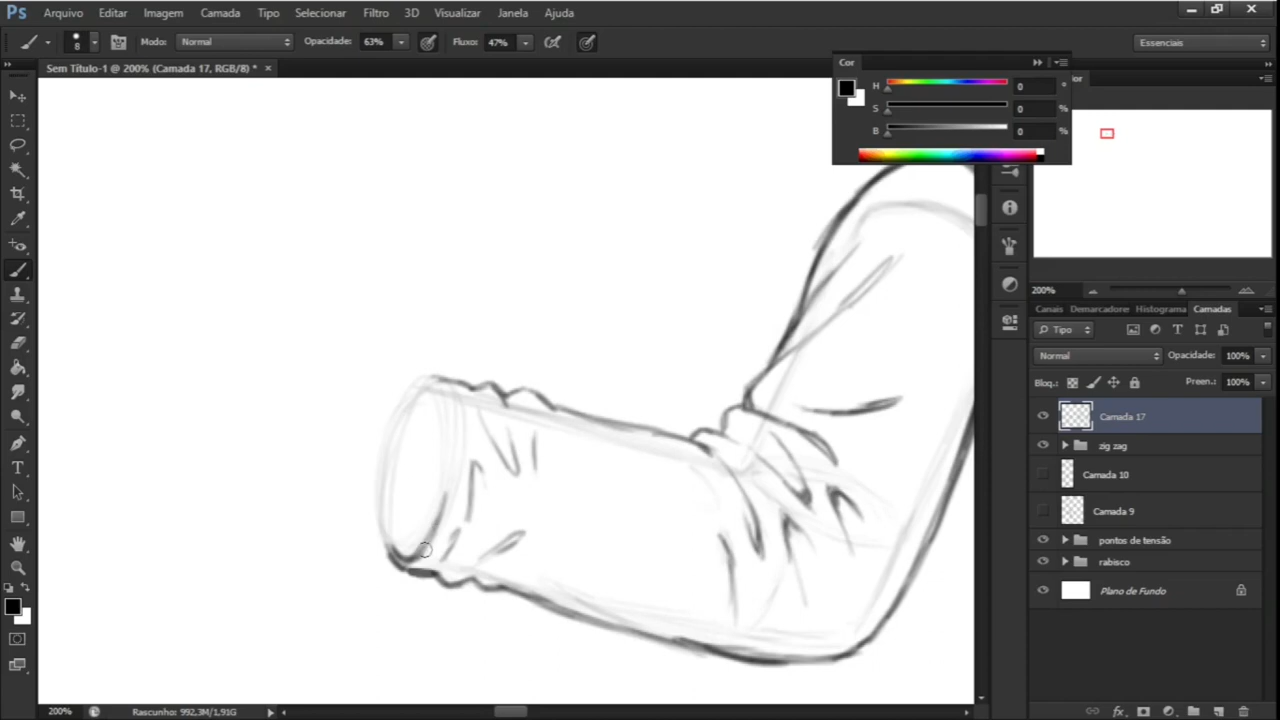 Ps Arquivo Editar Imagem Camada Tipo Selecionar Filtro 3D Visualizar Janela Ajuda
8 Modo: Normal Opacidade: 63% Fluxo: 47% Essenciais
Sem Título-1 @ 200% (Camada 17, RGB/8) * ×
Cor
H 0 °
S 0 %
B 0 %
200%
Canais Demarcadore: Histograma Camadas
Tipo
Normal Opacidade: 100%
Bloq.: Preen.: 100%
Camada 17
zig zag
Camada 10
Camada 9
pontos de tensão
rabisco
Plano de Fundo
200% Rascunho: 992,3M/1,91G